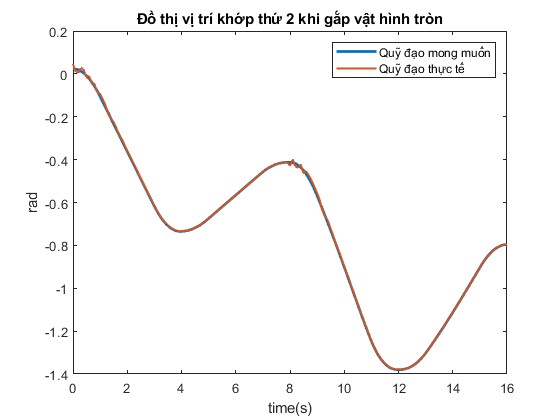 Đồ thị vị trí khớp thứ 2 khi gắp vật hình tròn
Quỹ đạo mong muốn
Quỹ đạo thực tế
0.2
0
-0.2
-0.4
-0.6
-0.8
-1
-1.2
-1.4
rad
0 2 4 6 8 10 12 14 16
time(s)